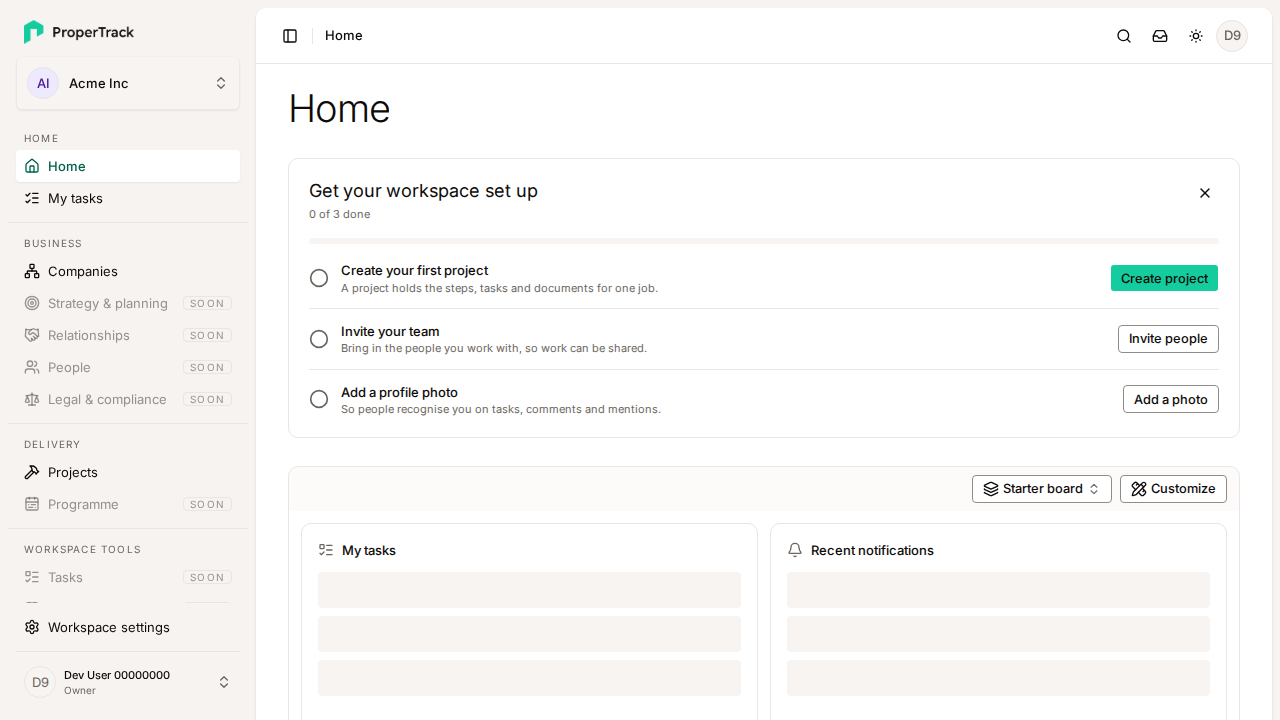 ProperTrack
AI
Acme Inc
HOME
Home
My tasks
BUSINESS
Companies
Strategy & planning SOON
Relationships SOON
People SOON
Legal & compliance SOON
DELIVERY
Projects
Programme SOON
WORKSPACE TOOLS
Tasks SOON
Workspace settings
D9
Dev User 00000000
Owner
Home
D9
Home
Get your workspace set up
0 of 3 done
Create your first project
A project holds the steps, tasks and documents for one job.
Create project
Invite your team
Bring in the people you work with, so work can be shared.
Invite people
Add a profile photo
So people recognise you on tasks, comments and mentions.
Add a photo
Starter board
Customize
My tasks
Recent notifications